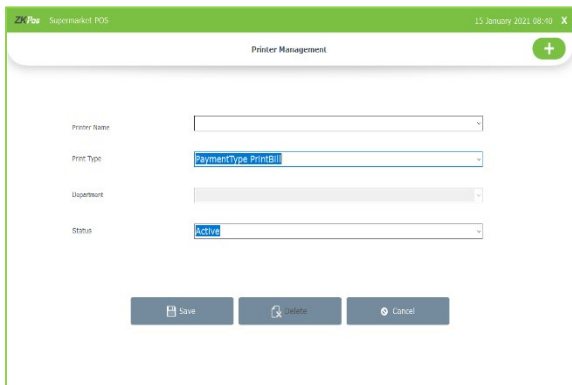 ZKPos Supermarket POS 15 January 2021 08:40 X
Printer Management +
Printer Name
Print Type PaymentType PrintBill
Department
Status Active
Save Delete Cancel